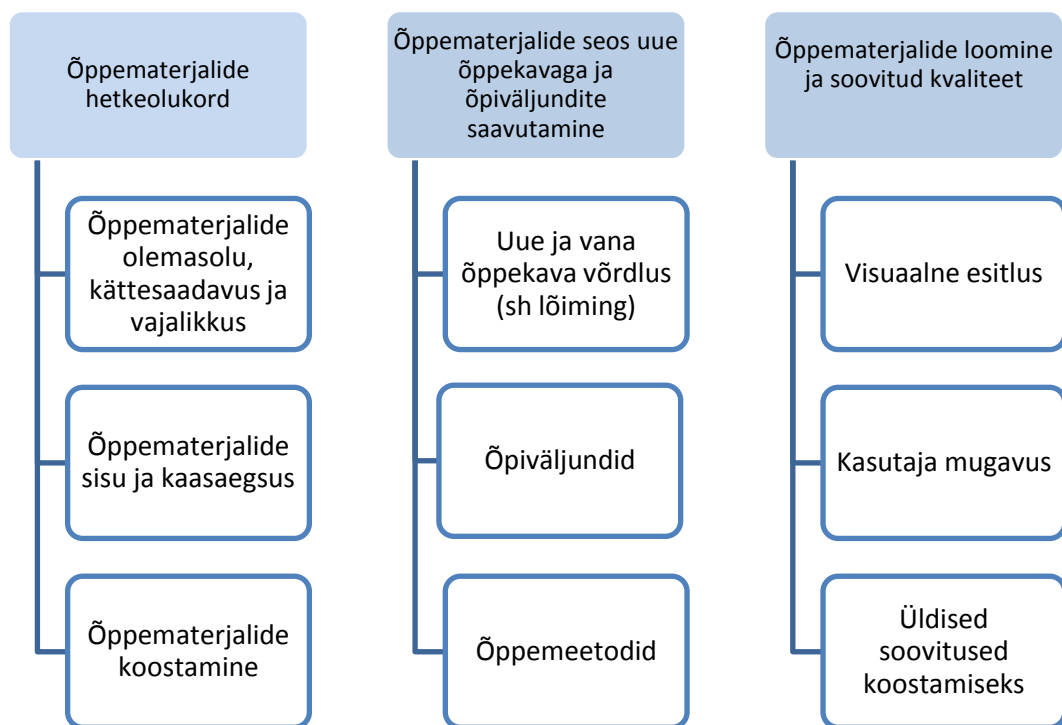 Õppematerjalide
hetkeolukord
Õppematerjalide
olemasolu,
kättesaadavus ja
vajalikkus
Õppematerjalide
sisu ja kaasaegsus
Õppematerjalide
koostamine
Õppematerjalide seos uue
õppekavaga ja
õpiväljundite
saavutamine
Uue ja vana
õppekava võrdlus
(sh lõiming)
Õpiväljundid
Õppemeetodid
Õppematerjalide loomine
ja soovitud kvaliteet
Visuaalne esitlus
Kasutaja mugavus
Üldised
soovitused
koostamiseks